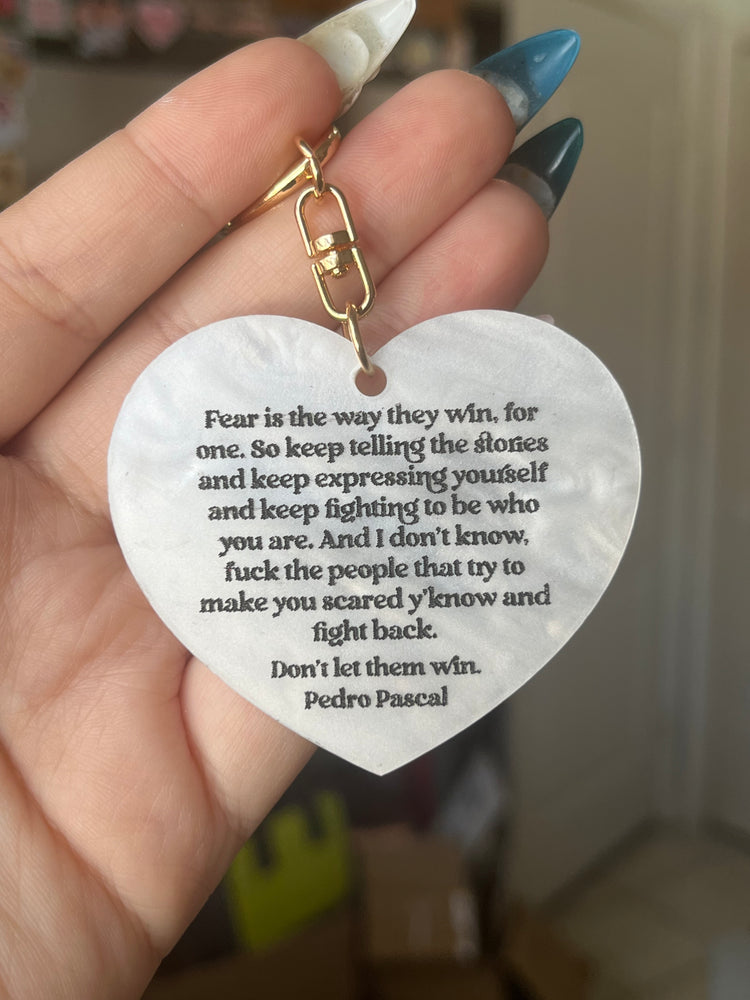 Fear is the way they win, for
one. So keep telling the stories
and keep expressing yourself
and keep fighting to be who
you are. And I don't know,
fuck the people that try to
make you scared y'know and
fight back.
Don't let them win.
Pedro Pascal